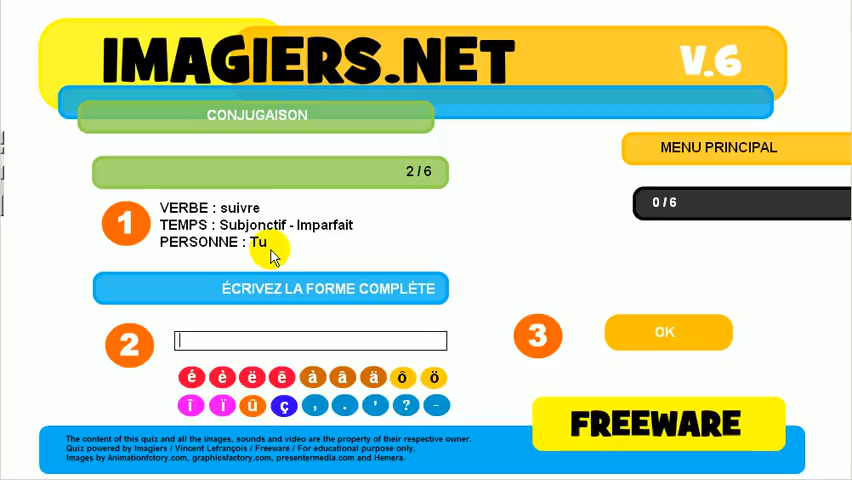 IMAGIERS.NET
V.6
CONJUGAISON
MENU PRINCIPAL
2 / 6
0 / 6
1
VERBE : suivre
TEMPS : Subjonctif - Imparfait
PERSONNE : Tu
ÉCRIVEZ LA FORME COMPLÈTE
2
3
OK
é è ë ê à â ä ô ö
î ï û ç , . ' ? -
FREEWARE
The content of this quiz and all the images, sounds and video are the property of their respective owner.
Quiz powered by Imagiers / Vincent Lefrançois / Freeware / For educational purpose only.
Images by Animationfctory.com, graphicsfactory.com, presentermedia.com and Hemera.